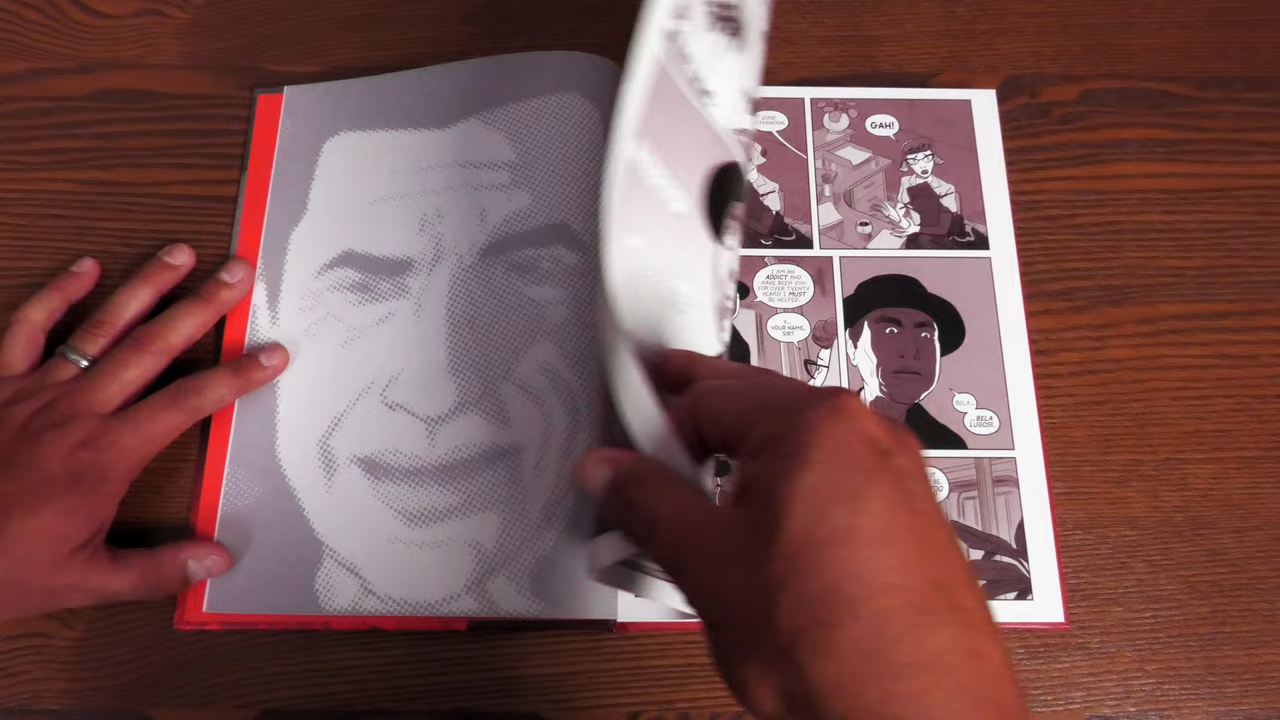 GOOD
GAH!
I AM AN
ADDICT AND
HAVE BEEN
FOR OVER TWENTY
YEARS! I MUST
BE HELPED.
Y...
YOUR NAME,
SIR?
BELA...
...BELA
LUGOSI.